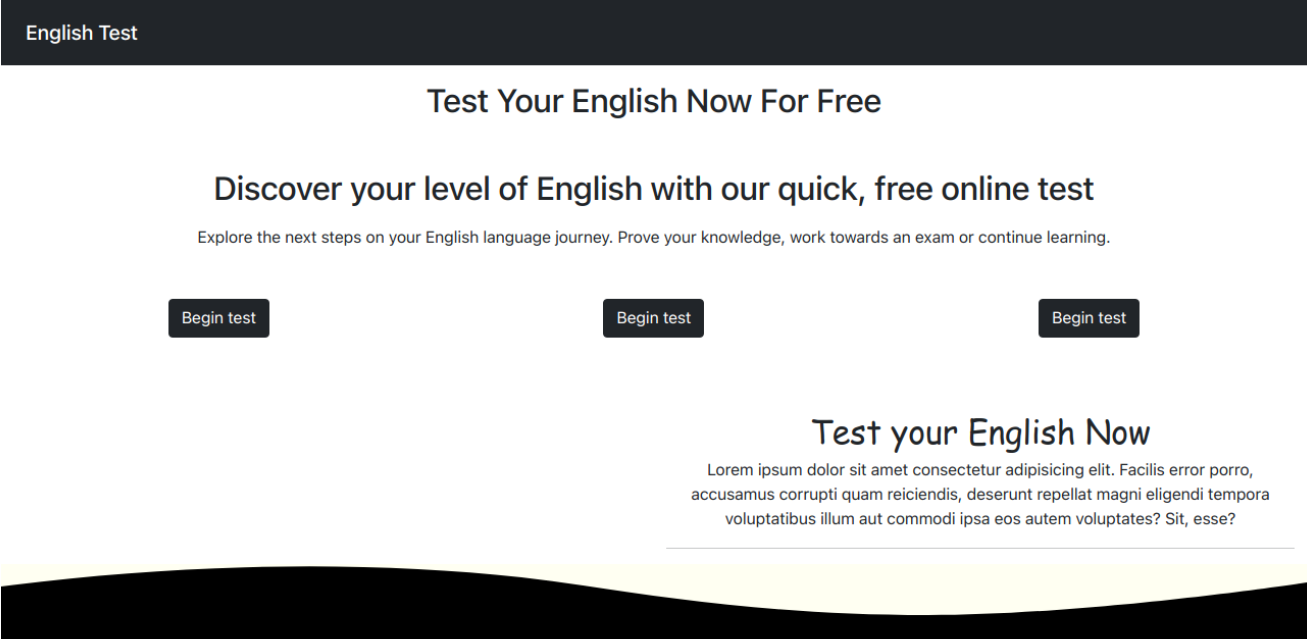 English Test
Test Your English Now For Free
Discover your level of English with our quick, free online test
Explore the next steps on your English language journey. Prove your knowledge, work towards an exam or continue learning.
Begin test
Begin test
Begin test
Test your English Now
Lorem ipsum dolor sit amet consectetur adipisicing elit. Facilis error porro,
accusamus corrupti quam reiciendis, deserunt repellat magni eligendi tempora
voluptatibus illum aut commodi ipsa eos autem voluptates? Sit, esse?